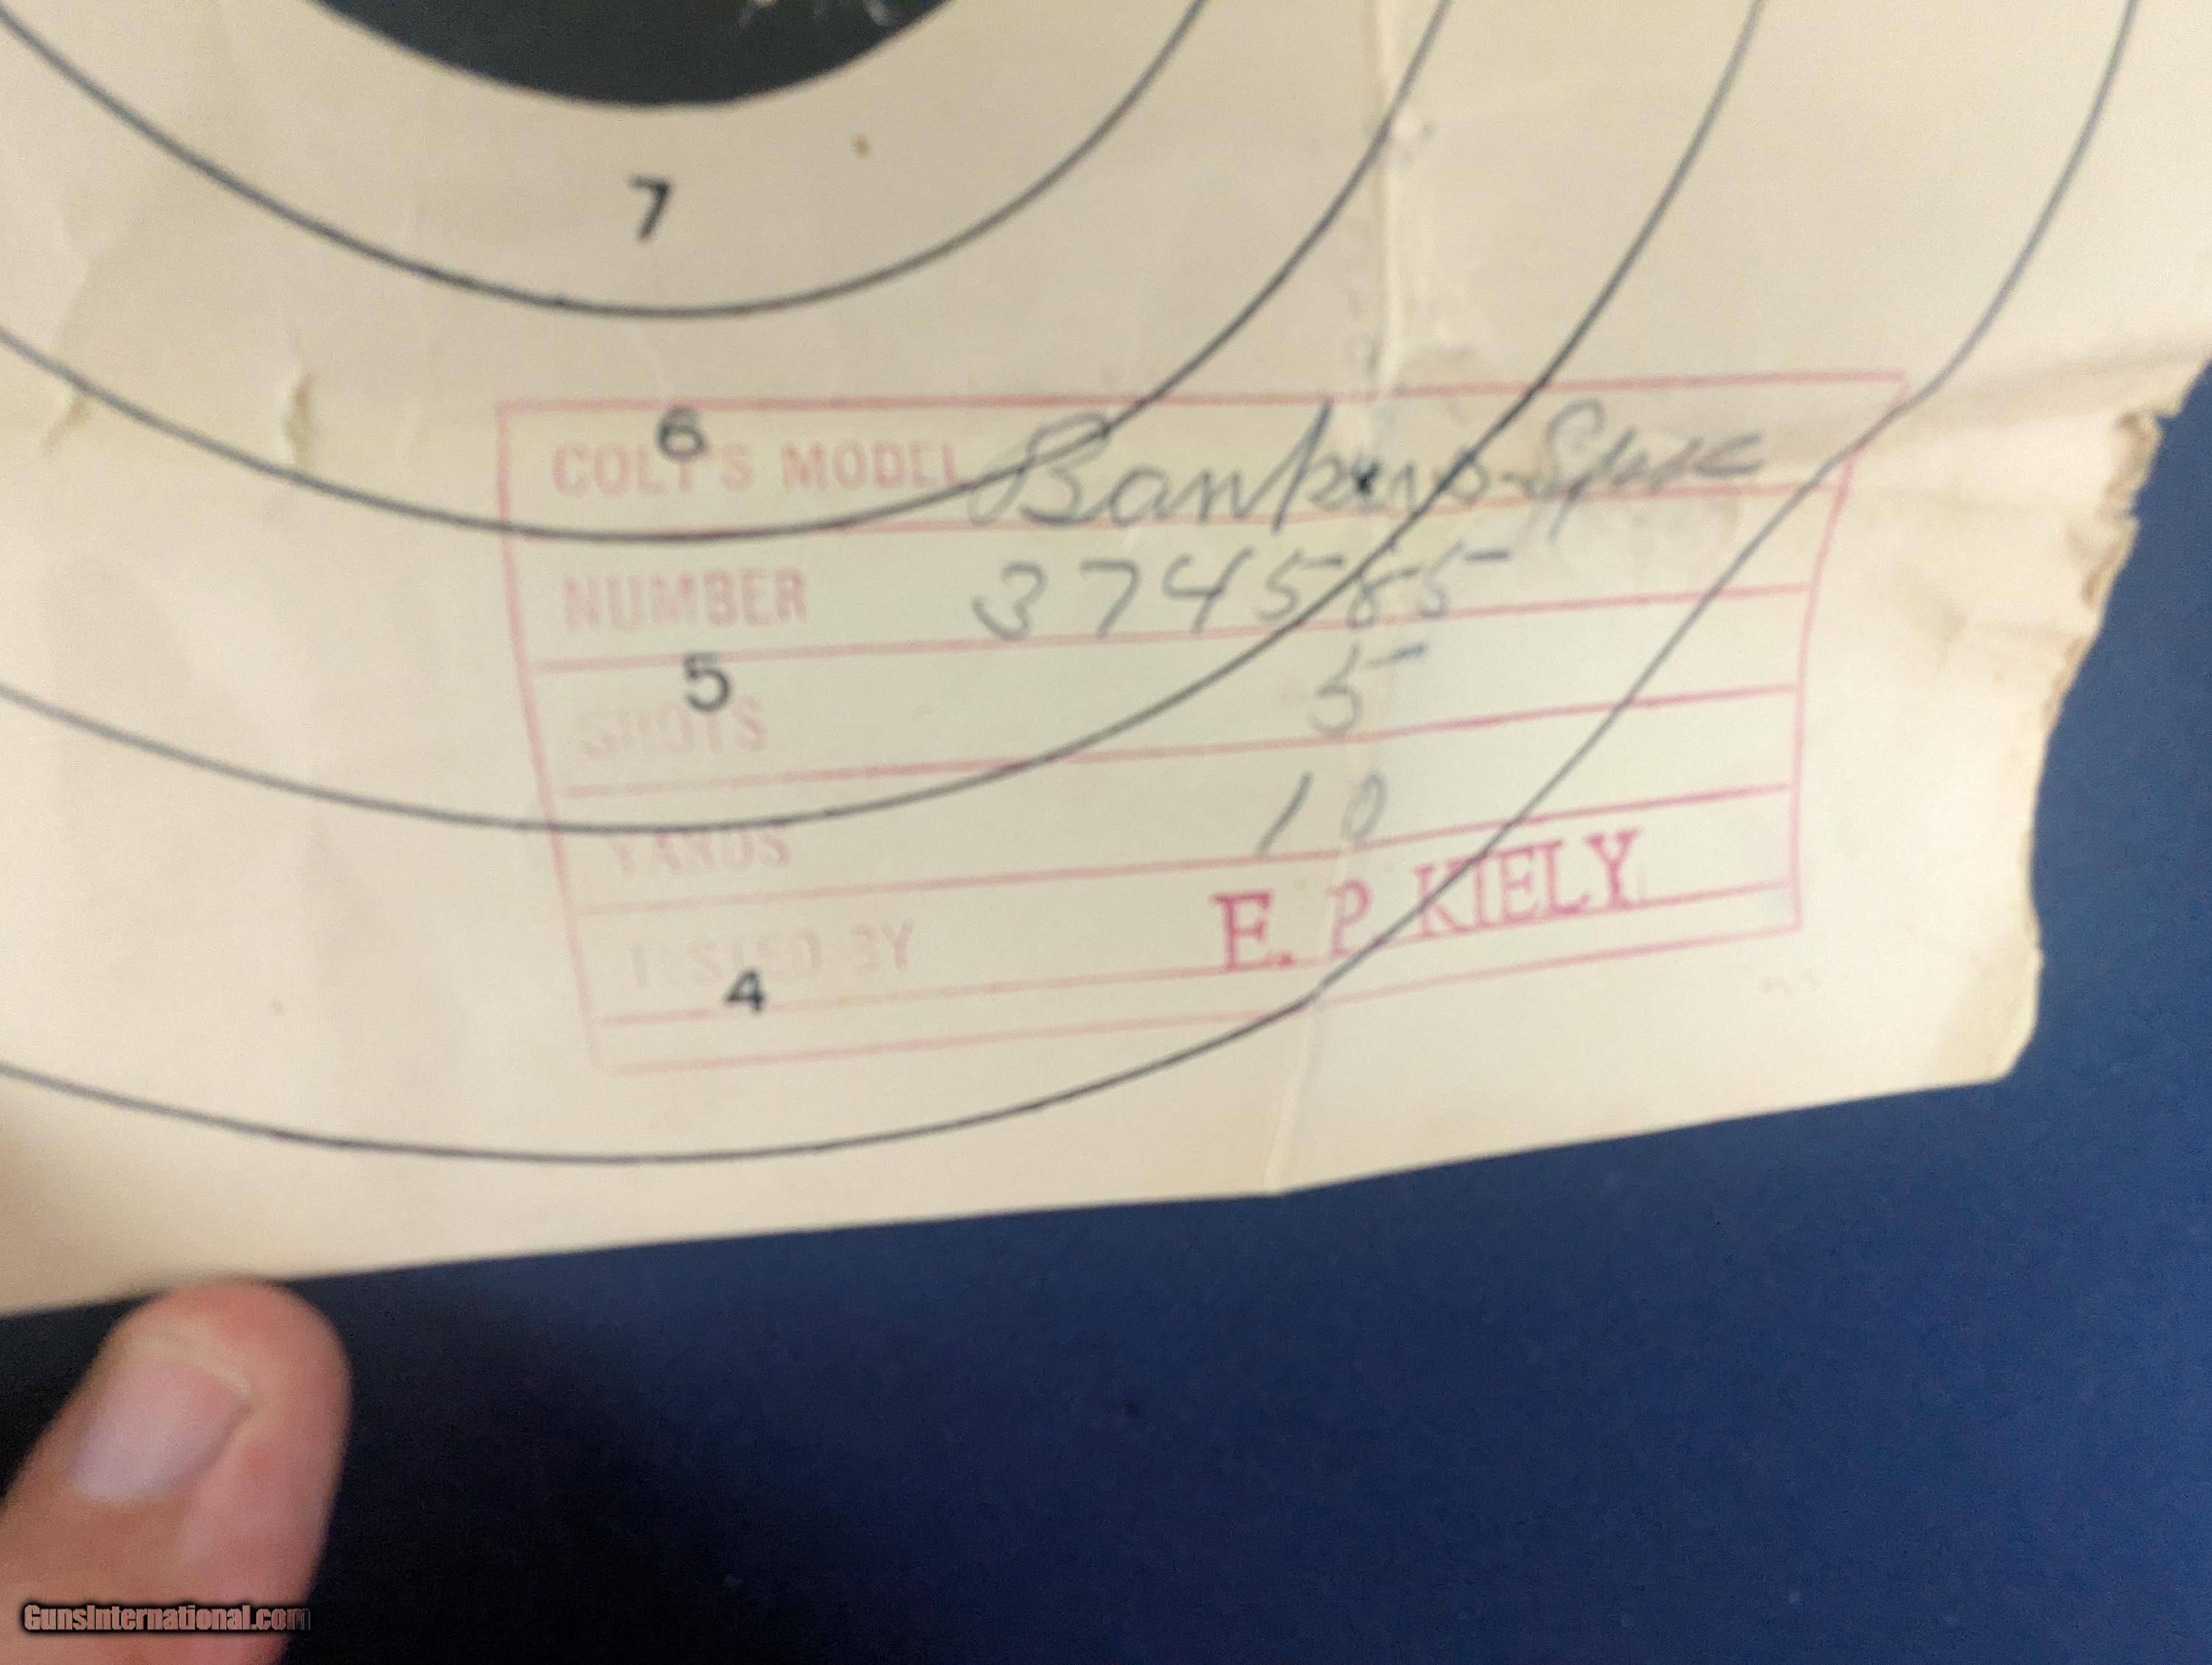 7
6
COLT'S MODEL Bankers Spec
NUMBER 374585
5
SHOTS 5
YARDS 10
TESTED BY E. P. KIELY
4
GunsInternational.com